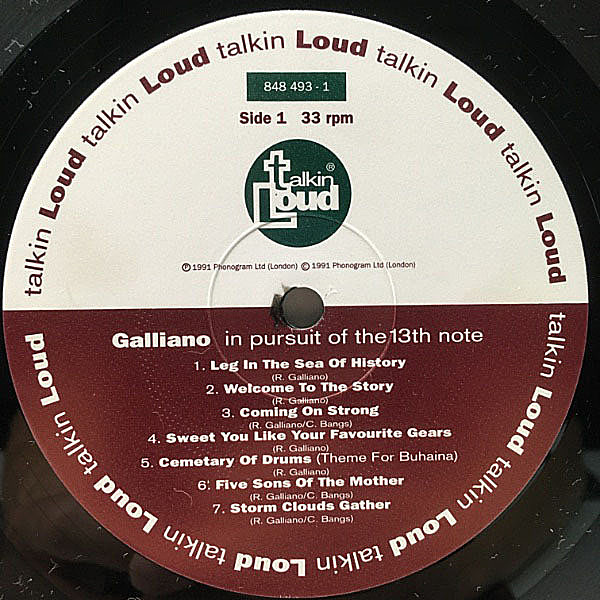 talkin Loud talkin Loud talkin Loud talkin Loud talkin Loud talkin Loud talkin Loud talkin Loud talkin Loud
848 493 - 1
Side 1 33 rpm
talkin ®
Loud
℗ 1991 Phonogram Ltd (London) © 1991 Phonogram Ltd (London)
Galliano in pursuit of the 13th note
1. Leg In The Sea Of History
(R. Galliano)
2. Welcome To The Story
(R. Galliano)
3. Coming On Strong
(R. Galliano/C. Bangs)
4. Sweet You Like Your Favourite Gears
(R. Galliano)
5. Cemetary Of Drums (Theme For Buhaina)
(R. Galliano)
6. Five Sons Of The Mother
(R. Galliano/C. Bangs)
7. Storm Clouds Gather
(R. Galliano/C. Bangs)